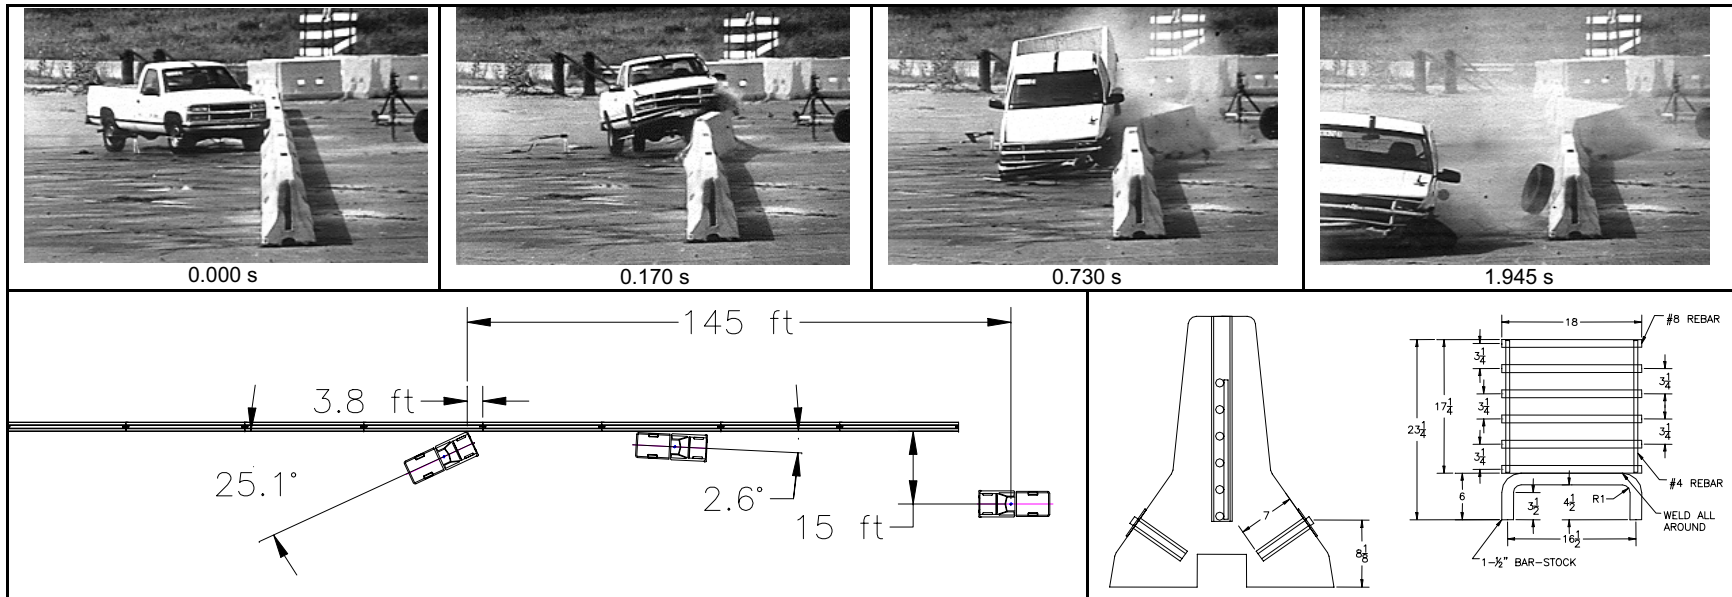 0.000 s
0.170 s
0.730 s
1.945 s
145 ft
3.8 ft
25.1°
2.6°
15 ft
7
8 1/8
18
#8 REBAR
3 1/4
3 1/4
17 1/4
3 1/4
23 1/4
3 1/4
3 1/4
#4 REBAR
6
3 1/2
4 1/2
R1
WELD ALL
AROUND
16 1/2
1-½" BAR-STOCK